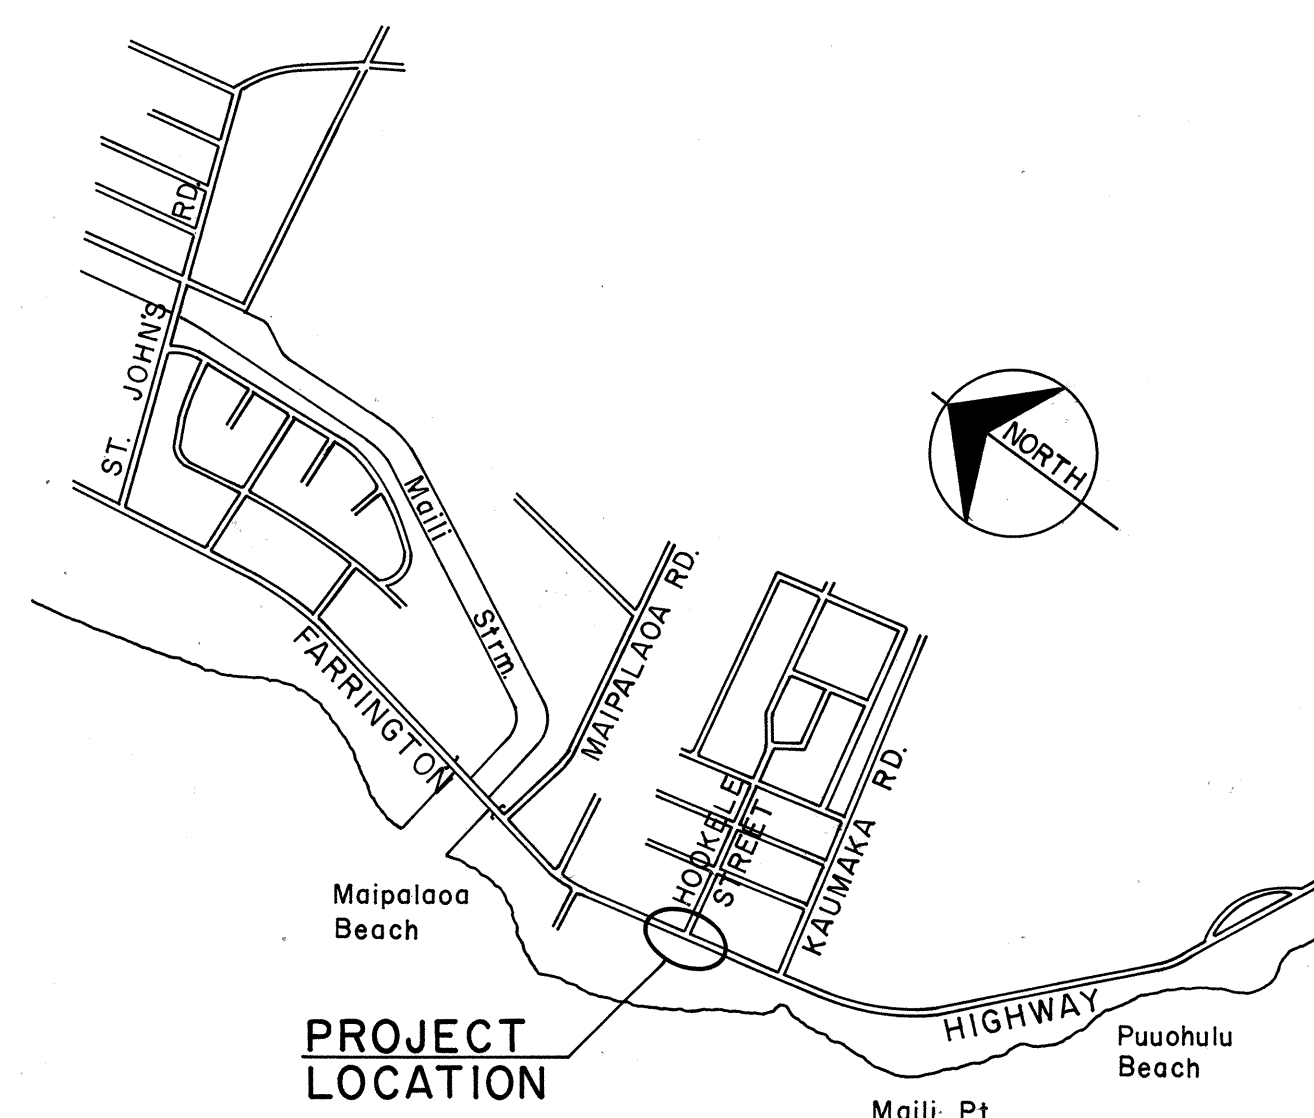 ST. JOHN'S RD.
Maili Strm.
NORTH
MAIPALAOA RD.
FARRINGTON
HOOKELE
STREET
KAUMAKA RD.
Maipalaoa
Beach
HIGHWAY
PROJECT
LOCATION
Puuohulu
Beach
Maili Pt.